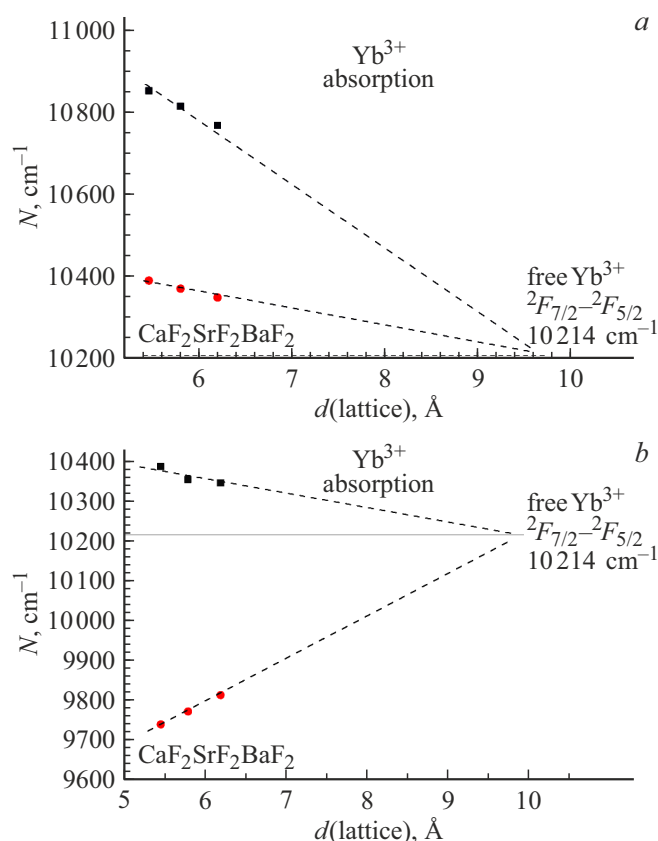 a
11 000
10 800
10 600
10 400
10 200
N, cm⁻¹
Yb³⁺
absorption
free Yb³⁺
²F₇/₂–²F₅/₂
10 214 cm⁻¹
CaF₂SrF₂BaF₂
6 7 8 9 10
d(lattice), Å
b
10 400
10 300
10 200
10 100
10 000
9900
9800
9700
9600
N, cm⁻¹
Yb³⁺
absorption
free Yb³⁺
²F₇/₂–²F₅/₂
10 214 cm⁻¹
CaF₂SrF₂BaF₂
5 6 7 8 9 10 11
d(lattice), Å